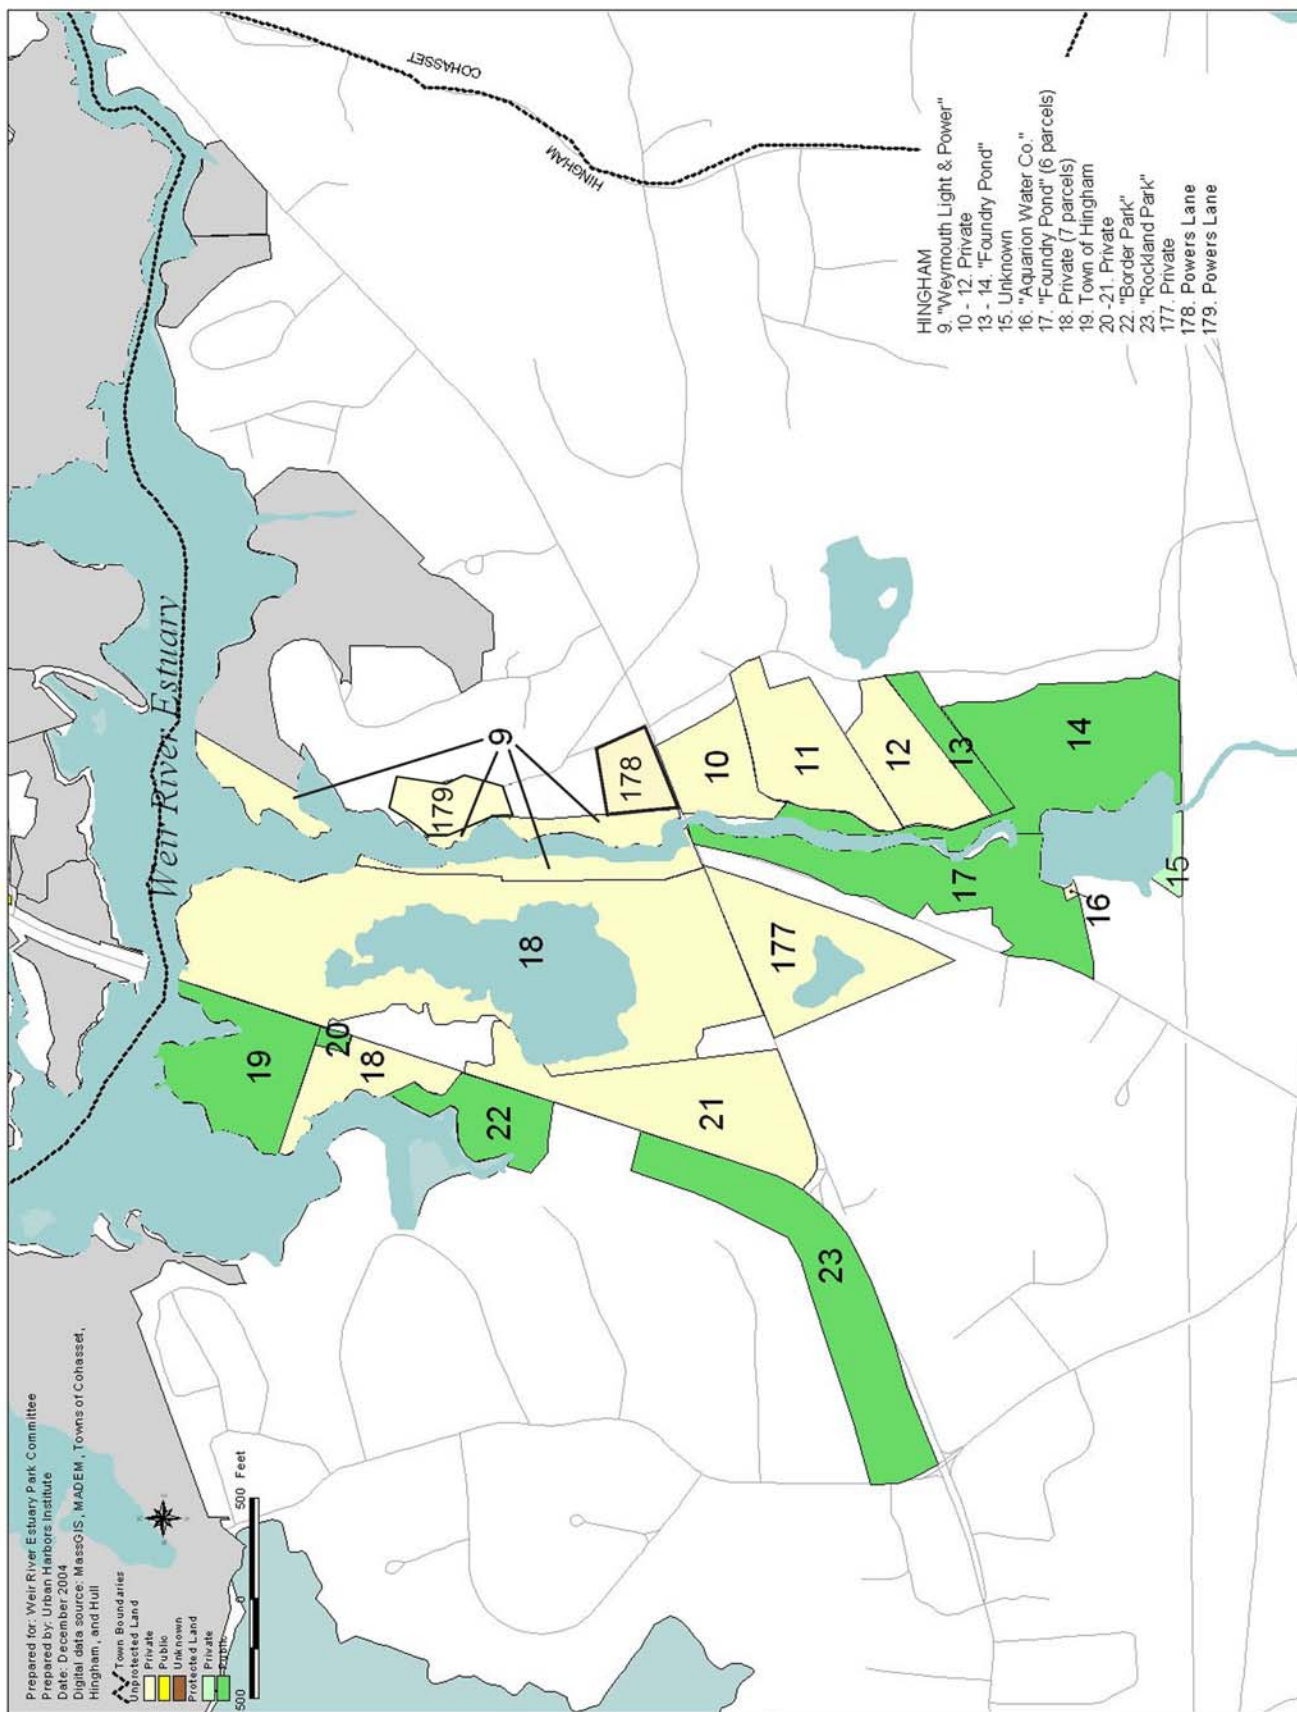 Prepared for: Weir River Estuary Park Committee
Prepared by: Urban Harbors Institute
Date: December 2004
Digital data source: MassGIS, MADEM, Towns of Cohasset,
Hingham, and Hull
Town Boundaries
Unprotected Land
Private
Public
Unknown
Protected Land
Private
Public
500 0 500 Feet
Weir River Estuary
COHASSET
HINGHAM
19
20
18
22
21
23
18
9
179
178
177
10
11
12
13
14
17
16
15
HINGHAM
9. "Weymouth Light & Power"
10 - 12. Private
13 - 14. "Foundry Pond"
15. Unknown
16. "Aquarion Water Co."
17. "Foundry Pond" (6 parcels)
18. Private (7 parcels)
19. Town of Hingham
20 -21. Private
22. "Border Park"
23. "Rockland Park"
177. Private
178. Powers Lane
179. Powers Lane